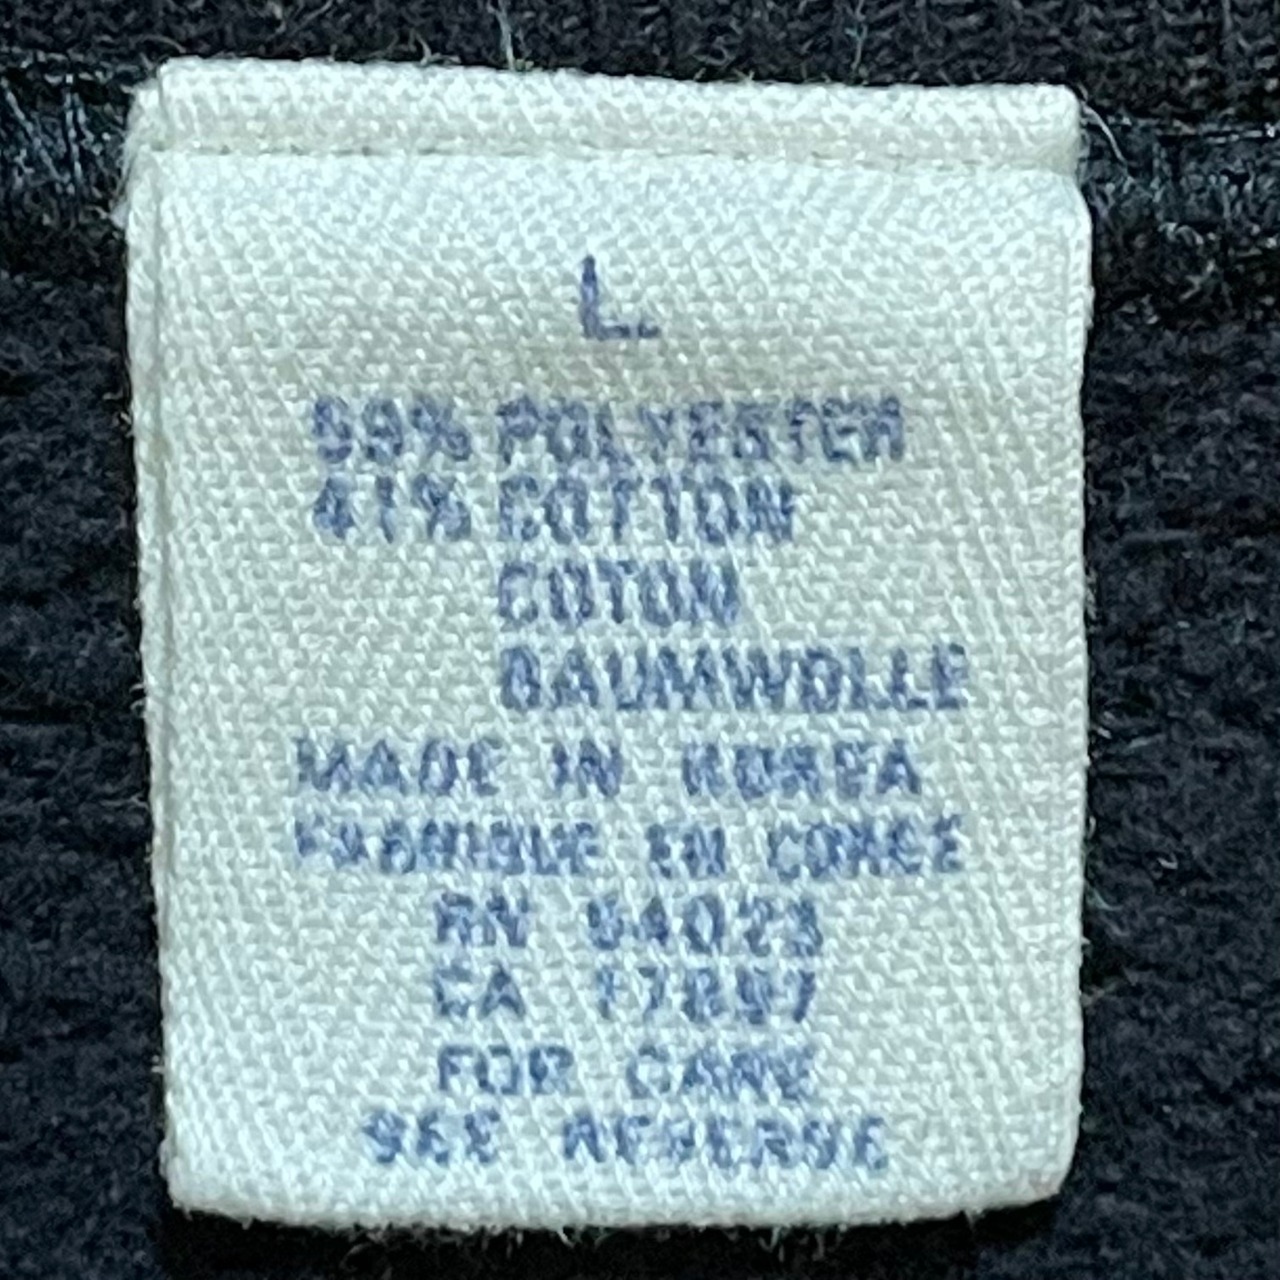 L.
59% POLYESTER
41% COTTON
COTON
BAUMWOLLE
MADE IN KOREA
FABRIQUE EN COREE
RN 54023
CA 17897
FOR CARE
SEE REVERSE